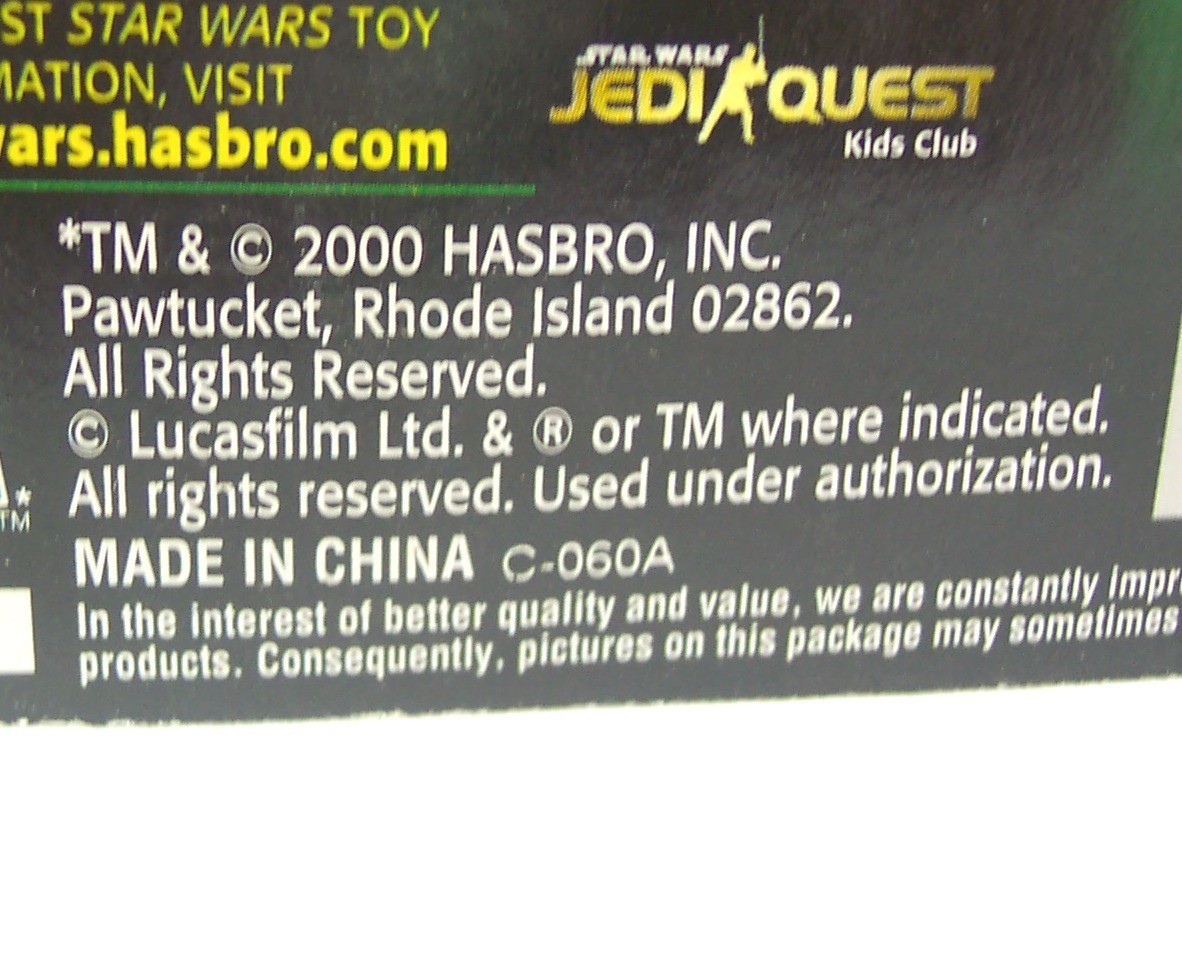 ST STAR WARS TOY
MATION, VISIT
ars.hasbro.com
STAR WARS
JEDI QUEST
Kids Club
*TM & © 2000 HASBRO, INC.
Pawtucket, Rhode Island 02862.
All Rights Reserved.
© Lucasfilm Ltd. & ® or TM where indicated.
All rights reserved. Used under authorization.
*
TM
MADE IN CHINA C-060A
In the interest of better quality and value, we are constantly impr
products. Consequently, pictures on this package may sometimes